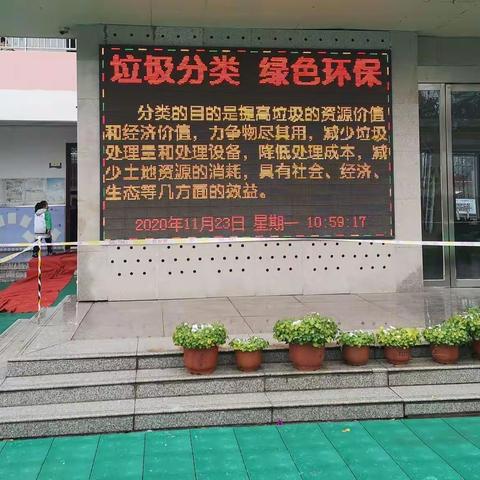 垃圾分类 绿色环保
分类的目的是提高垃圾的资源价值
和经济价值，力争物尽其用，减少垃圾
处理量和处理设备，降低处理成本，减
少土地资源的消耗，具有社会、经济、
生态等几方面的效益。
2020年11月23日 星期一 10:59:17